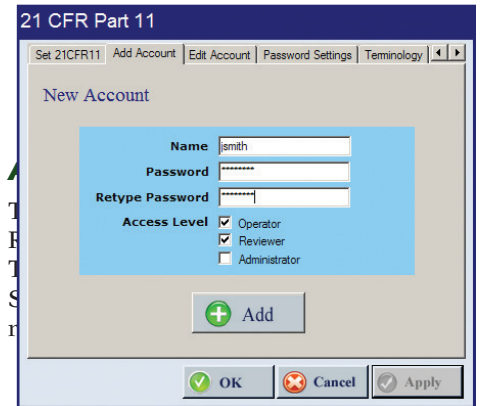 21 CFR Part 11
Set 21CFR11 Add Account Edit Account Password Settings Terminology
New Account
Name jsmith
Password ********
Retype Password ********
Access Level Operator
Reviewer
Administrator
Add
OK Cancel Apply